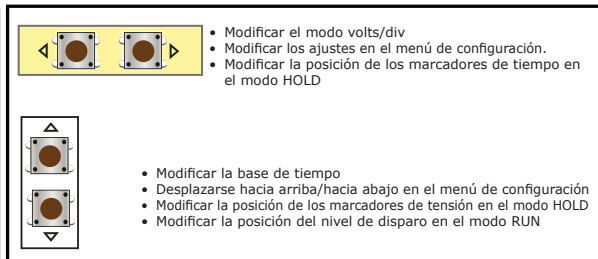 • Modificar el modo volts/div
• Modificar los ajustes en el menú de configuración.
• Modificar la posición de los marcadores de tiempo en
el modo HOLD
• Modificar la base de tiempo
• Desplazarse hacia arriba/hacia abajo en el menú de configuración
• Modificar la posición de los marcadores de tensión en el modo HOLD
• Modificar la posición del nivel de disparo en el modo RUN